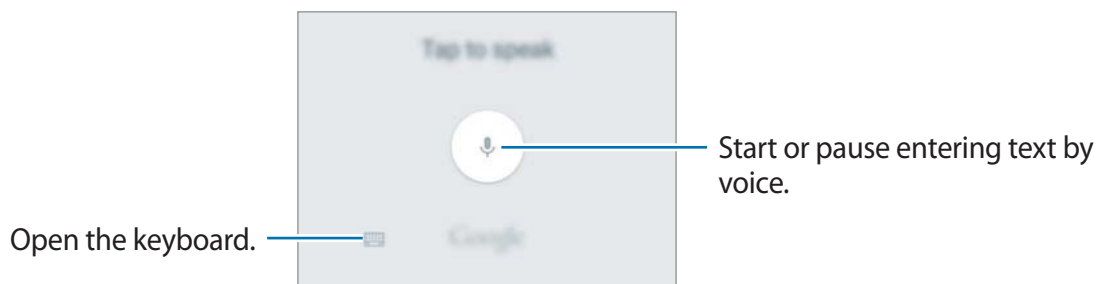 Tap to speak
Start or pause entering text by
voice.
Open the keyboard.
Google